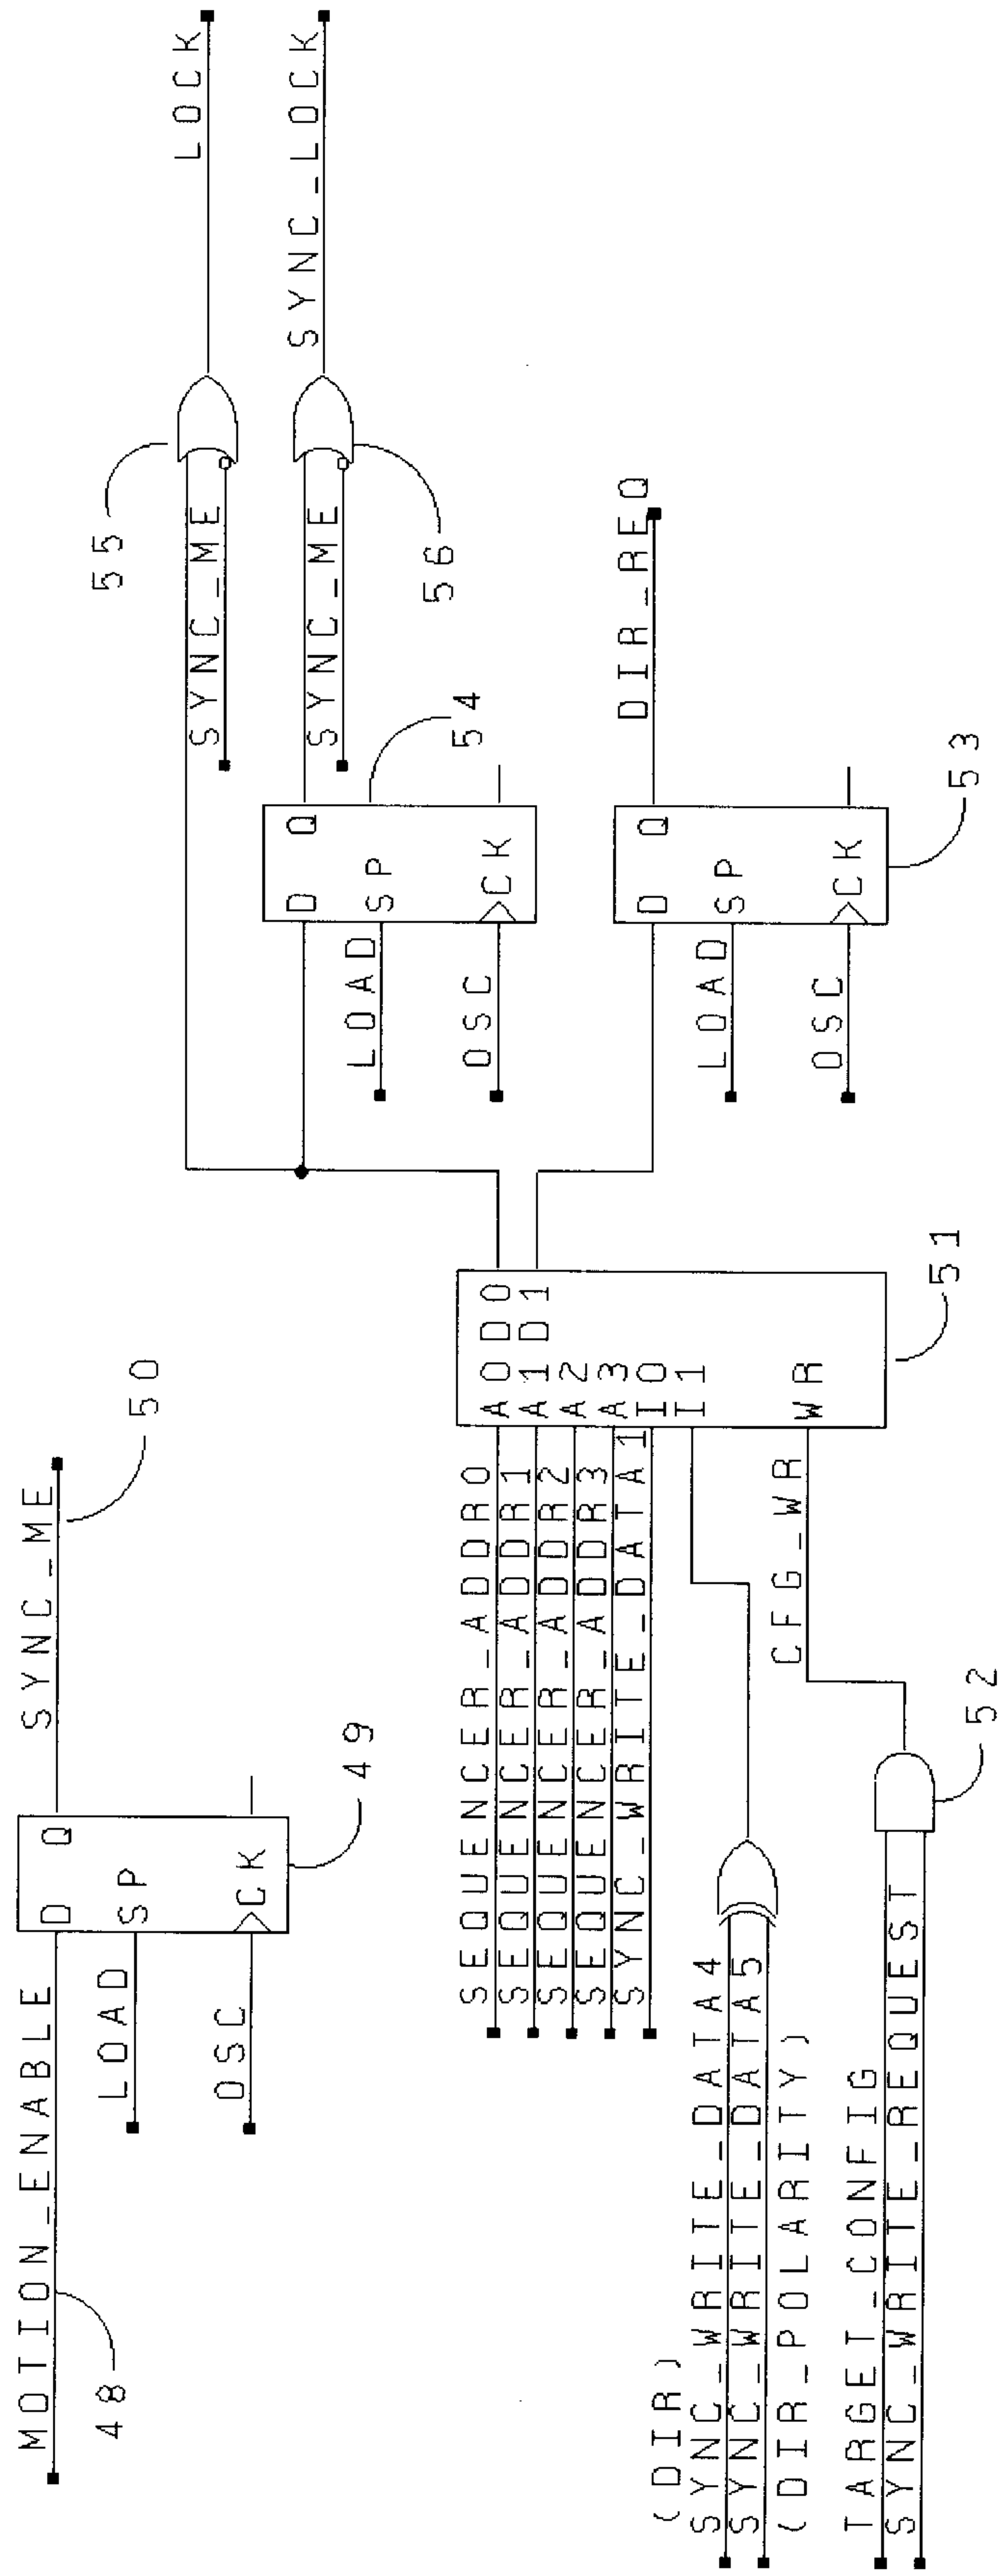 MOTION_ENABLE
48
LOAD
OSC
D Q
SP
CK
49
SYNC_ME
50
SEQUENCER_ADDR0
SEQUENCER_ADDR1
SEQUENCER_ADDR2
SEQUENCER_ADDR3
SYNC_WRITE_DATA1
(DIR)
SYNC_WRITE_DATA4
SYNC_WRITE_DATA5
(DIR_POLARITY)
TARGET_CONFIG
SYNC_WRITE_REQUEST
52
CFG_WR
A0 D0
A1 D1
A2
A3
I0
I1
WR
51
LOAD
OSC
D Q
SP
CK
54
SYNC_ME
55
LOCK
SYNC_ME
56
SYNC_LOCK
LOAD
OSC
D Q
SP
CK
53
DIR_REQ